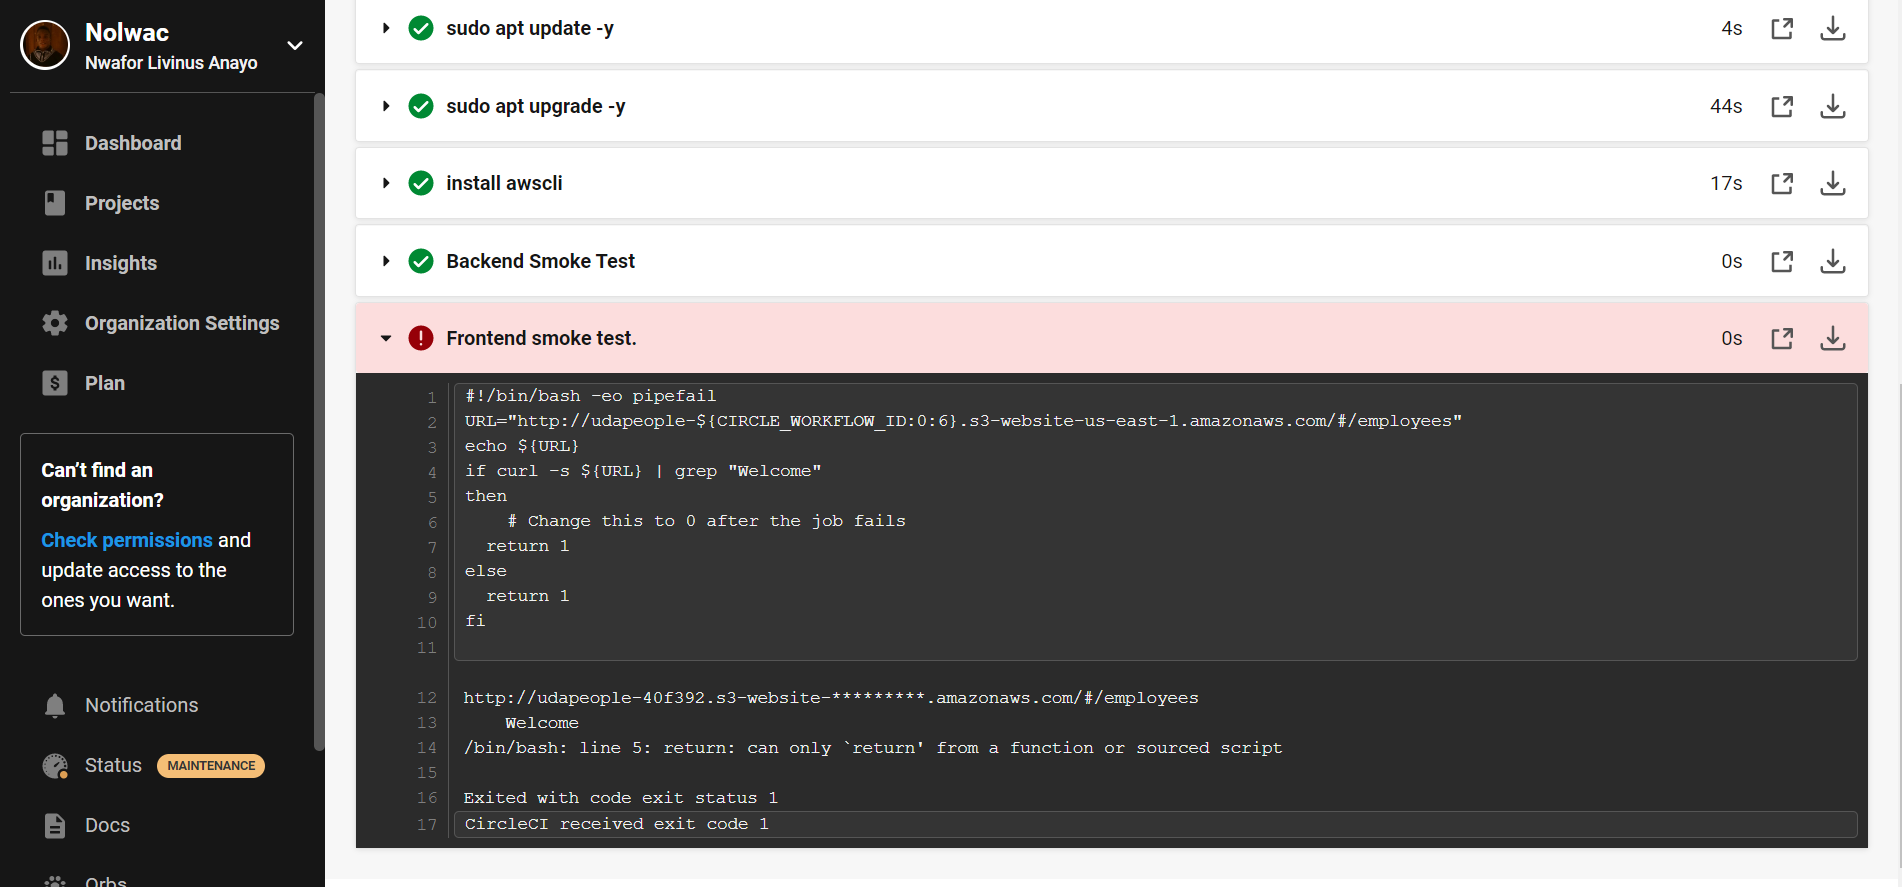 Nolwac
Nwafor Livinus Anayo
Dashboard
Projects
Insights
Organization Settings
Plan
Can't find an
organization?
Check permissions and
update access to the
ones you want.
Notifications
Status MAINTENANCE
Docs
Orbs
sudo apt update -y 4s
sudo apt upgrade -y 44s
install awscli 17s
Backend Smoke Test 0s
Frontend smoke test. 0s
1 #!/bin/bash -eo pipefail
2 URL="http://udapeople-${CIRCLE_WORKFLOW_ID:0:6}.s3-website-us-east-1.amazonaws.com/#/employees"
3 echo ${URL}
4 if curl -s ${URL} | grep "Welcome"
5 then
6 # Change this to 0 after the job fails
7 return 1
8 else
9 return 1
10 fi
11
12 http://udapeople-40f392.s3-website-*********.amazonaws.com/#/employees
13 Welcome
14 /bin/bash: line 5: return: can only `return' from a function or sourced script
15
16 Exited with code exit status 1
17 CircleCI received exit code 1